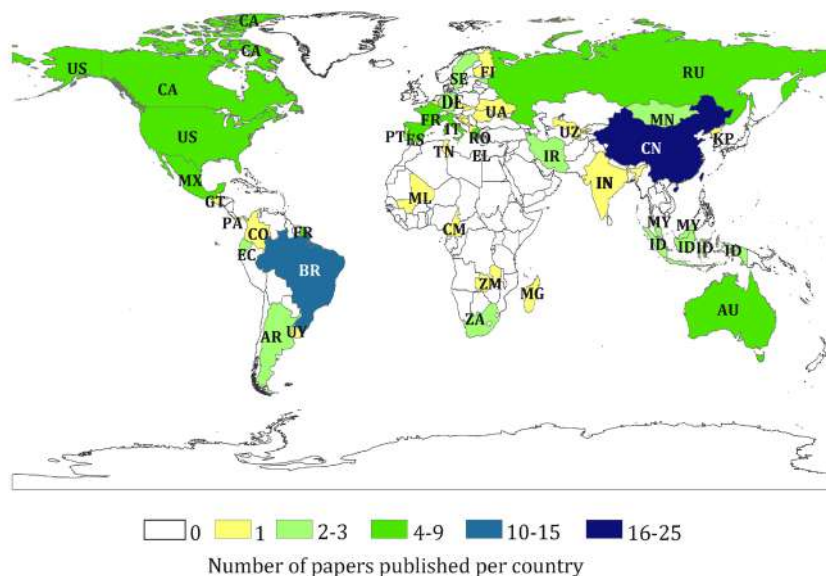 CA
US
CA
CA
US
MX
GT
PA
CO
FR
EC
BR
AR
UY
SE
FI
DE
UA
FR
IT
RO
PT
ES
TN
EL
ML
CM
ZM
MG
ZA
RU
MN
UZ
CN
KP
IR
IN
MY
MY
ID
ID
ID
ID
AU
0
1
2-3
4-9
10-15
16-25
Number of papers published per country